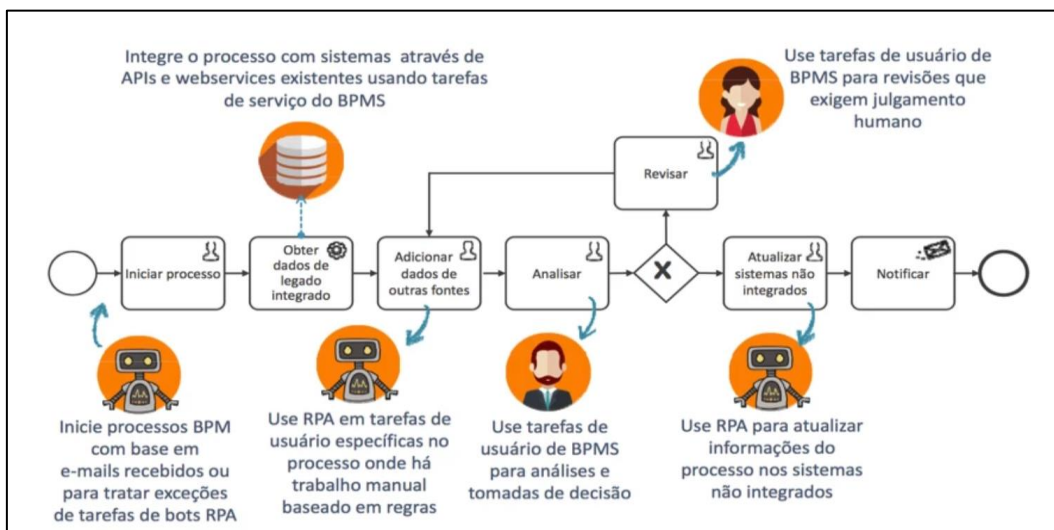 Integre o processo com sistemas através de
APIs e webservices existentes usando tarefas
de serviço do BPMS
Use tarefas de usuário de
BPMS para revisões que
exigem julgamento
humano
Revisar
Iniciar processo
Obter
dados de
legado
integrado
Adicionar
dados de
outras fontes
Analisar
X
Atualizar
sistemas não
integrados
Notificar
Inicie processos BPM
com base em
e-mails recebidos ou
para tratar exceções
de tarefas de bots RPA
Use RPA em tarefas de
usuário específicas no
processo onde há
trabalho manual
baseado em regras
Use tarefas de
usuário de BPMS
para análises e
tomadas de decisão
Use RPA para atualizar
informações do
processo nos sistemas
não integrados